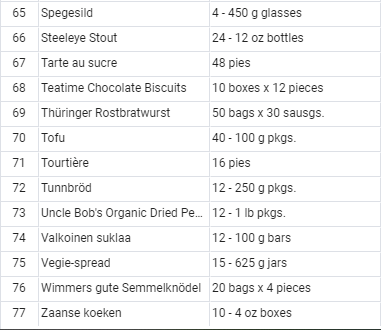 65 Spegesild 4 - 450 g glasses
66 Steeleye Stout 24 - 12 oz bottles
67 Tarte au sucre 48 pies
68 Teatime Chocolate Biscuits 10 boxes x 12 pieces
69 Thüringer Rostbratwurst 50 bags x 30 sausgs.
70 Tofu 40 - 100 g pkgs.
71 Tourtière 16 pies
72 Tunnbröd 12 - 250 g pkgs.
73 Uncle Bob's Organic Dried Pe... 12 - 1 lb pkgs.
74 Valkoinen suklaa 12 - 100 g bars
75 Vegie-spread 15 - 625 g jars
76 Wimmers gute Semmelknödel 20 bags x 4 pieces
77 Zaanse koeken 10 - 4 oz boxes